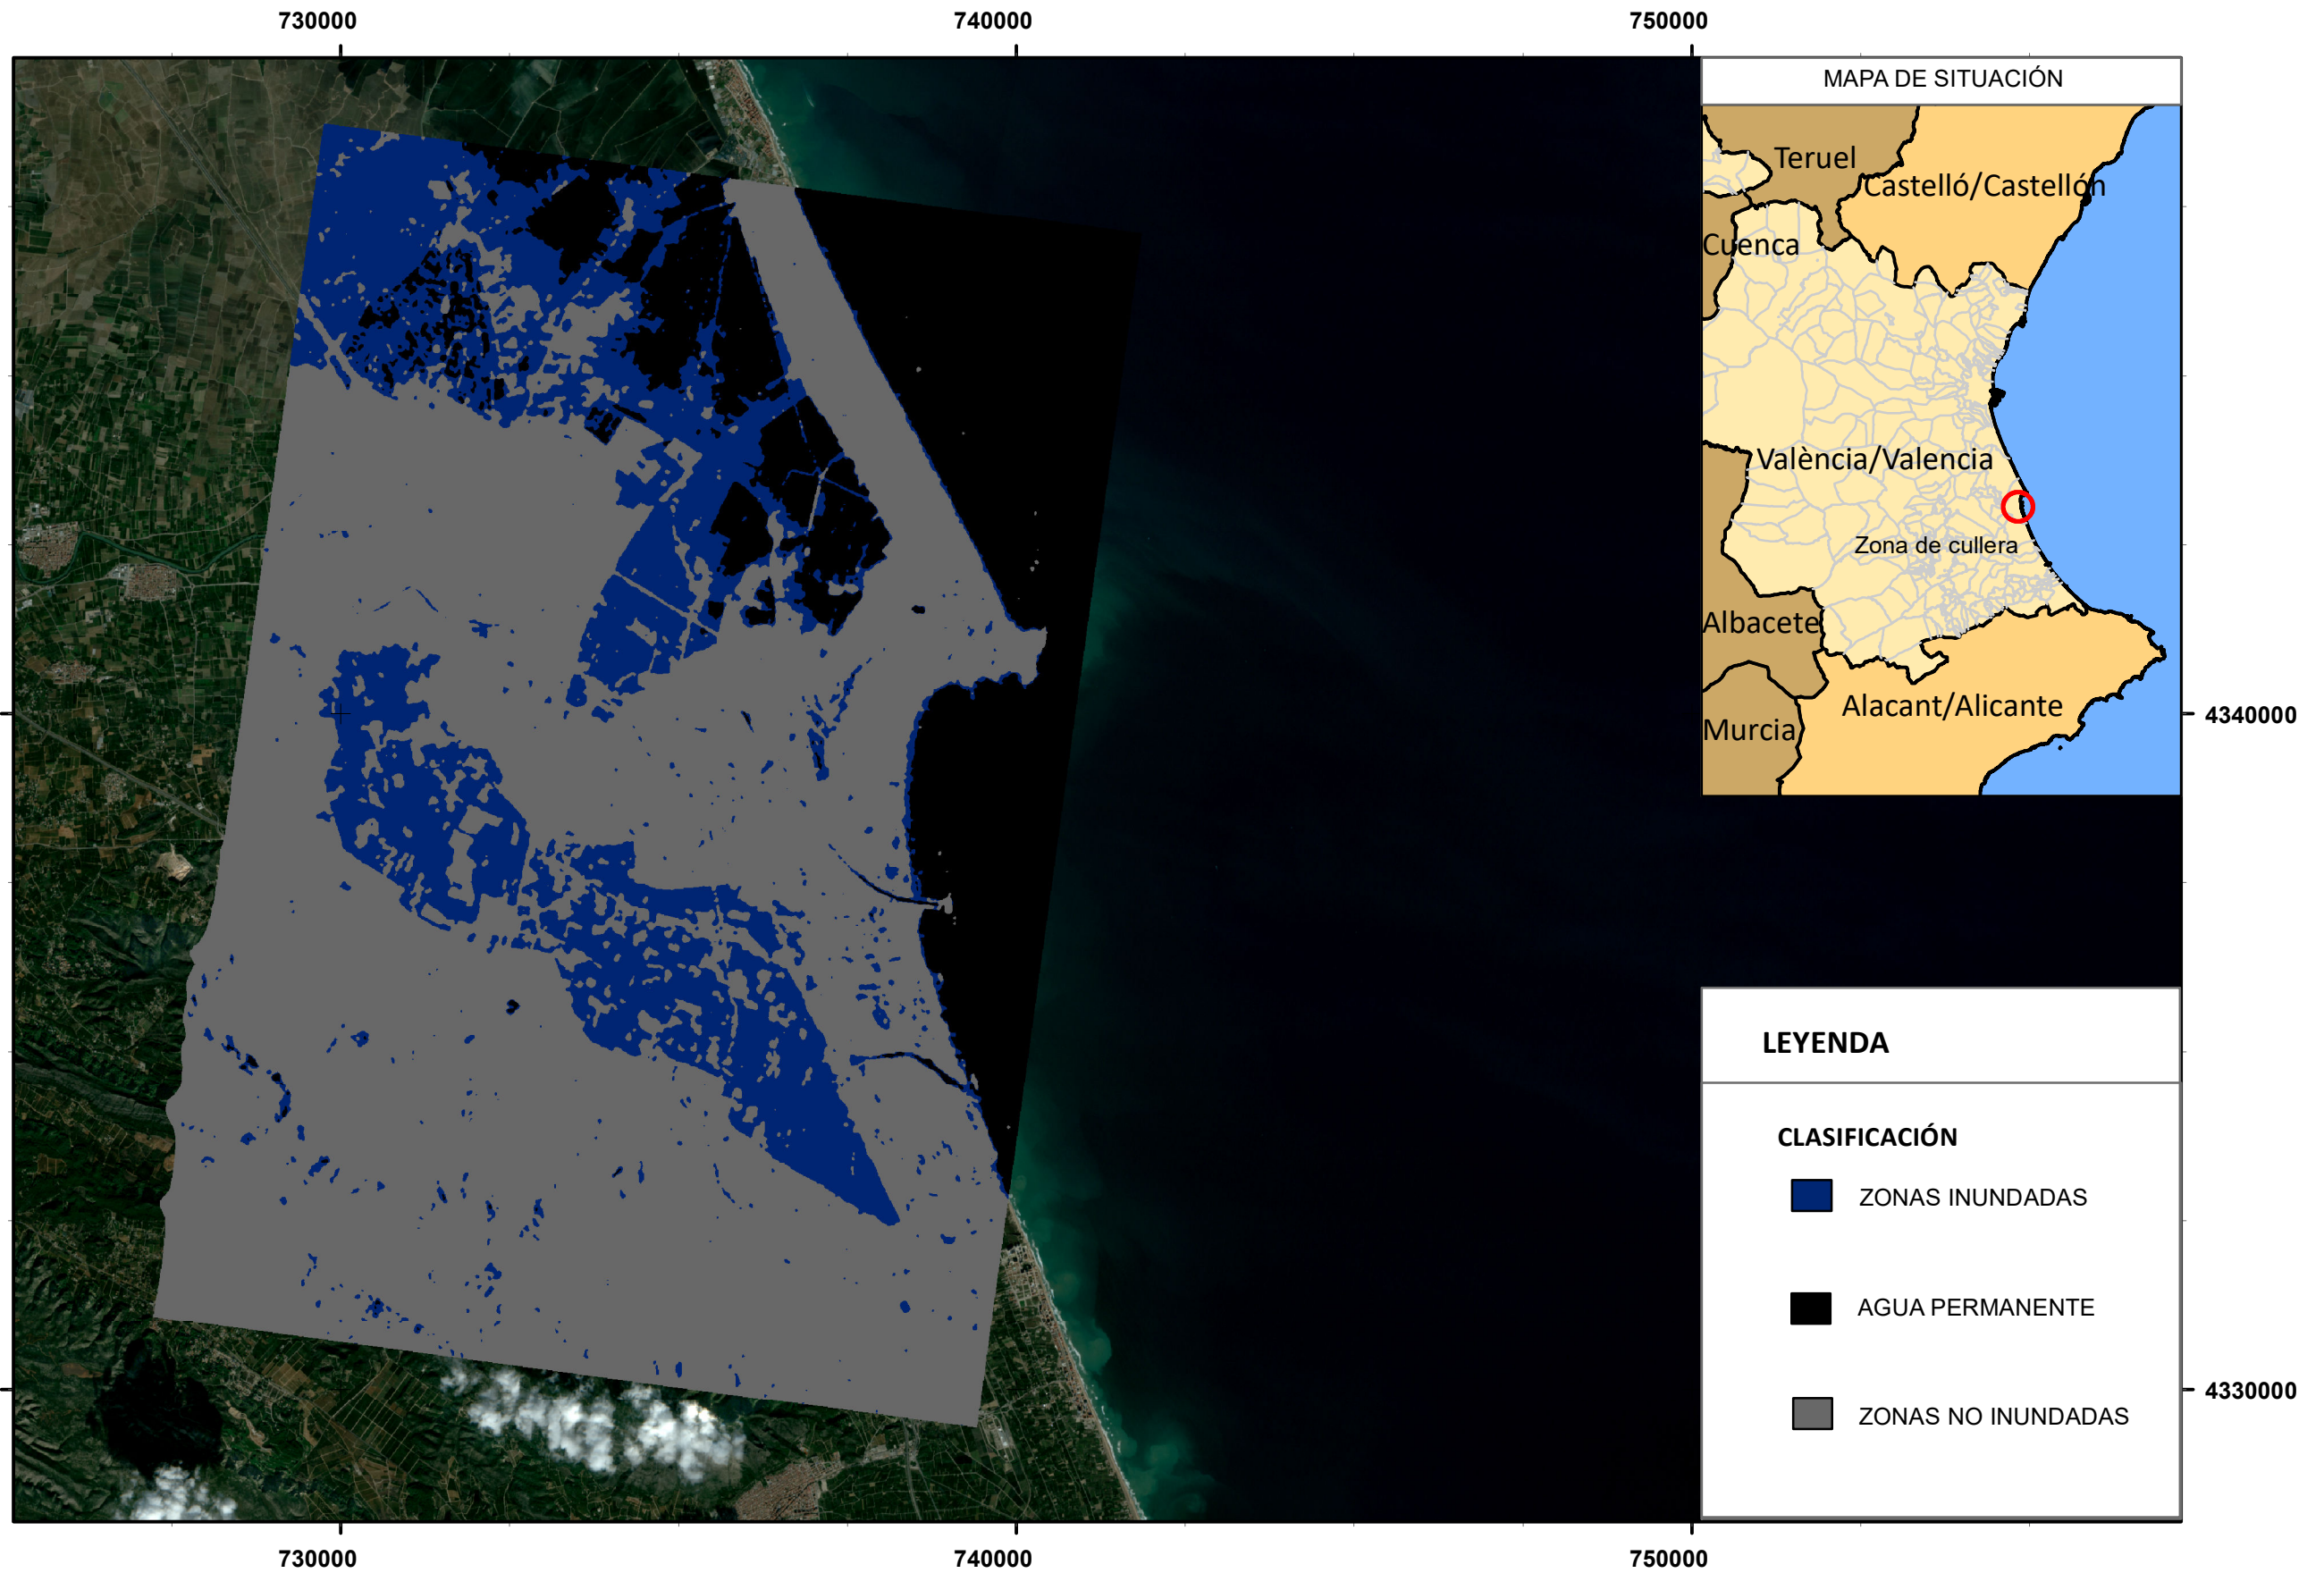 730000
740000
750000
MAPA DE SITUACIÓN
Teruel
Castelló/Castellón
Cuenca
València/Valencia
Zona de cullera
Albacete
Alacant/Alicante
Murcia
4340000
LEYENDA
CLASIFICACIÓN
ZONAS INUNDADAS
AGUA PERMANENTE
4330000
ZONAS NO INUNDADAS
730000
740000
750000